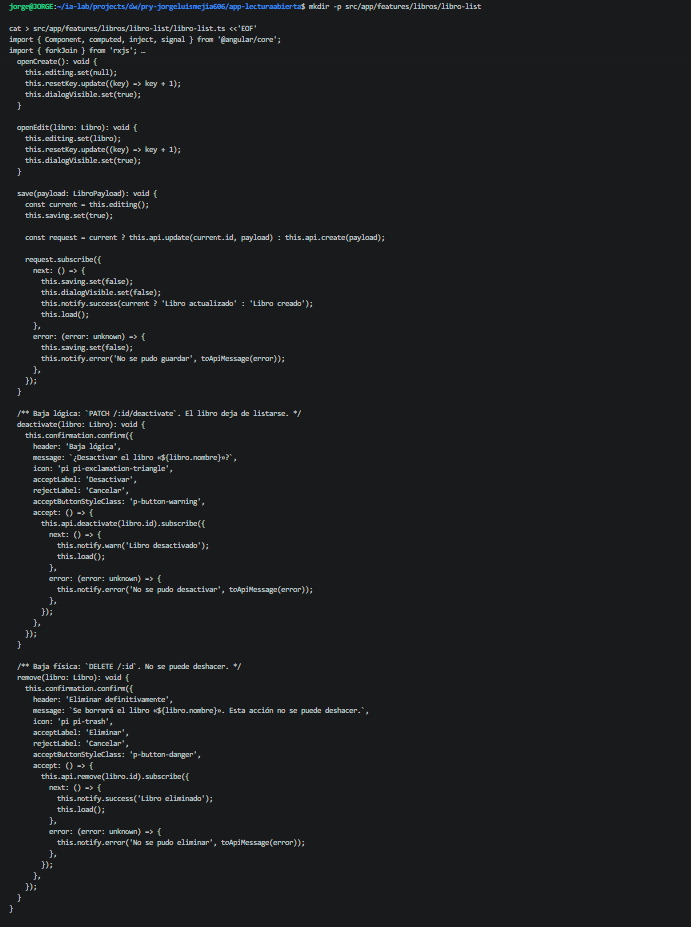 jorge@JORGE:~/ia-lab/projects/dw/pry-jorgeluismejia606/app-lecturaabierta$ mkdir -p src/app/features/libros/libro-list

cat > src/app/features/libros/libro-list/libro-list.ts <<'EOF'
import { Component, computed, inject, signal } from '@angular/core';
import { forkJoin } from 'rxjs'; …
  openCreate(): void {
    this.editing.set(null);
    this.resetKey.update((key) => key + 1);
    this.dialogVisible.set(true);
  }

  openEdit(libro: Libro): void {
    this.editing.set(libro);
    this.resetKey.update((key) => key + 1);
    this.dialogVisible.set(true);
  }

  save(payload: LibroPayload): void {
    const current = this.editing();
    this.saving.set(true);

    const request = current ? this.api.update(current.id, payload) : this.api.create(payload);

    request.subscribe({
      next: () => {
        this.saving.set(false);
        this.dialogVisible.set(false);
        this.notify.success(current ? 'Libro actualizado' : 'Libro creado');
        this.load();
      },
      error: (error: unknown) => {
        this.saving.set(false);
        this.notify.error('No se pudo guardar', toApiMessage(error));
      },
    });
  }

  /** Baja lógica: `PATCH /:id/deactivate`. El libro deja de listarse. */
  deactivate(libro: Libro): void {
    this.confirmation.confirm({
      header: 'Baja lógica',
      message: `¿Desactivar el libro «${libro.nombre}»?`,
      icon: 'pi pi-exclamation-triangle',
      acceptLabel: 'Desactivar',
      rejectLabel: 'Cancelar',
      acceptButtonStyleClass: 'p-button-warning',
      accept: () => {
        this.api.deactivate(libro.id).subscribe({
          next: () => {
            this.notify.warn('Libro desactivado');
            this.load();
          },
          error: (error: unknown) => {
            this.notify.error('No se pudo desactivar', toApiMessage(error));
          },
        });
      },
    });
  }

  /** Baja física: `DELETE /:id`. No se puede deshacer. */
  remove(libro: Libro): void {
    this.confirmation.confirm({
      header: 'Eliminar definitivamente',
      message: `Se borrará el libro «${libro.nombre}». Esta acción no se puede deshacer.`,
      icon: 'pi pi-trash',
      acceptLabel: 'Eliminar',
      rejectLabel: 'Cancelar',
      acceptButtonStyleClass: 'p-button-danger',
      accept: () => {
        this.api.remove(libro.id).subscribe({
          next: () => {
            this.notify.success('Libro eliminado');
            this.load();
          },
          error: (error: unknown) => {
            this.notify.error('No se pudo eliminar', toApiMessage(error));
          },
        });
      },
    });
  }
}